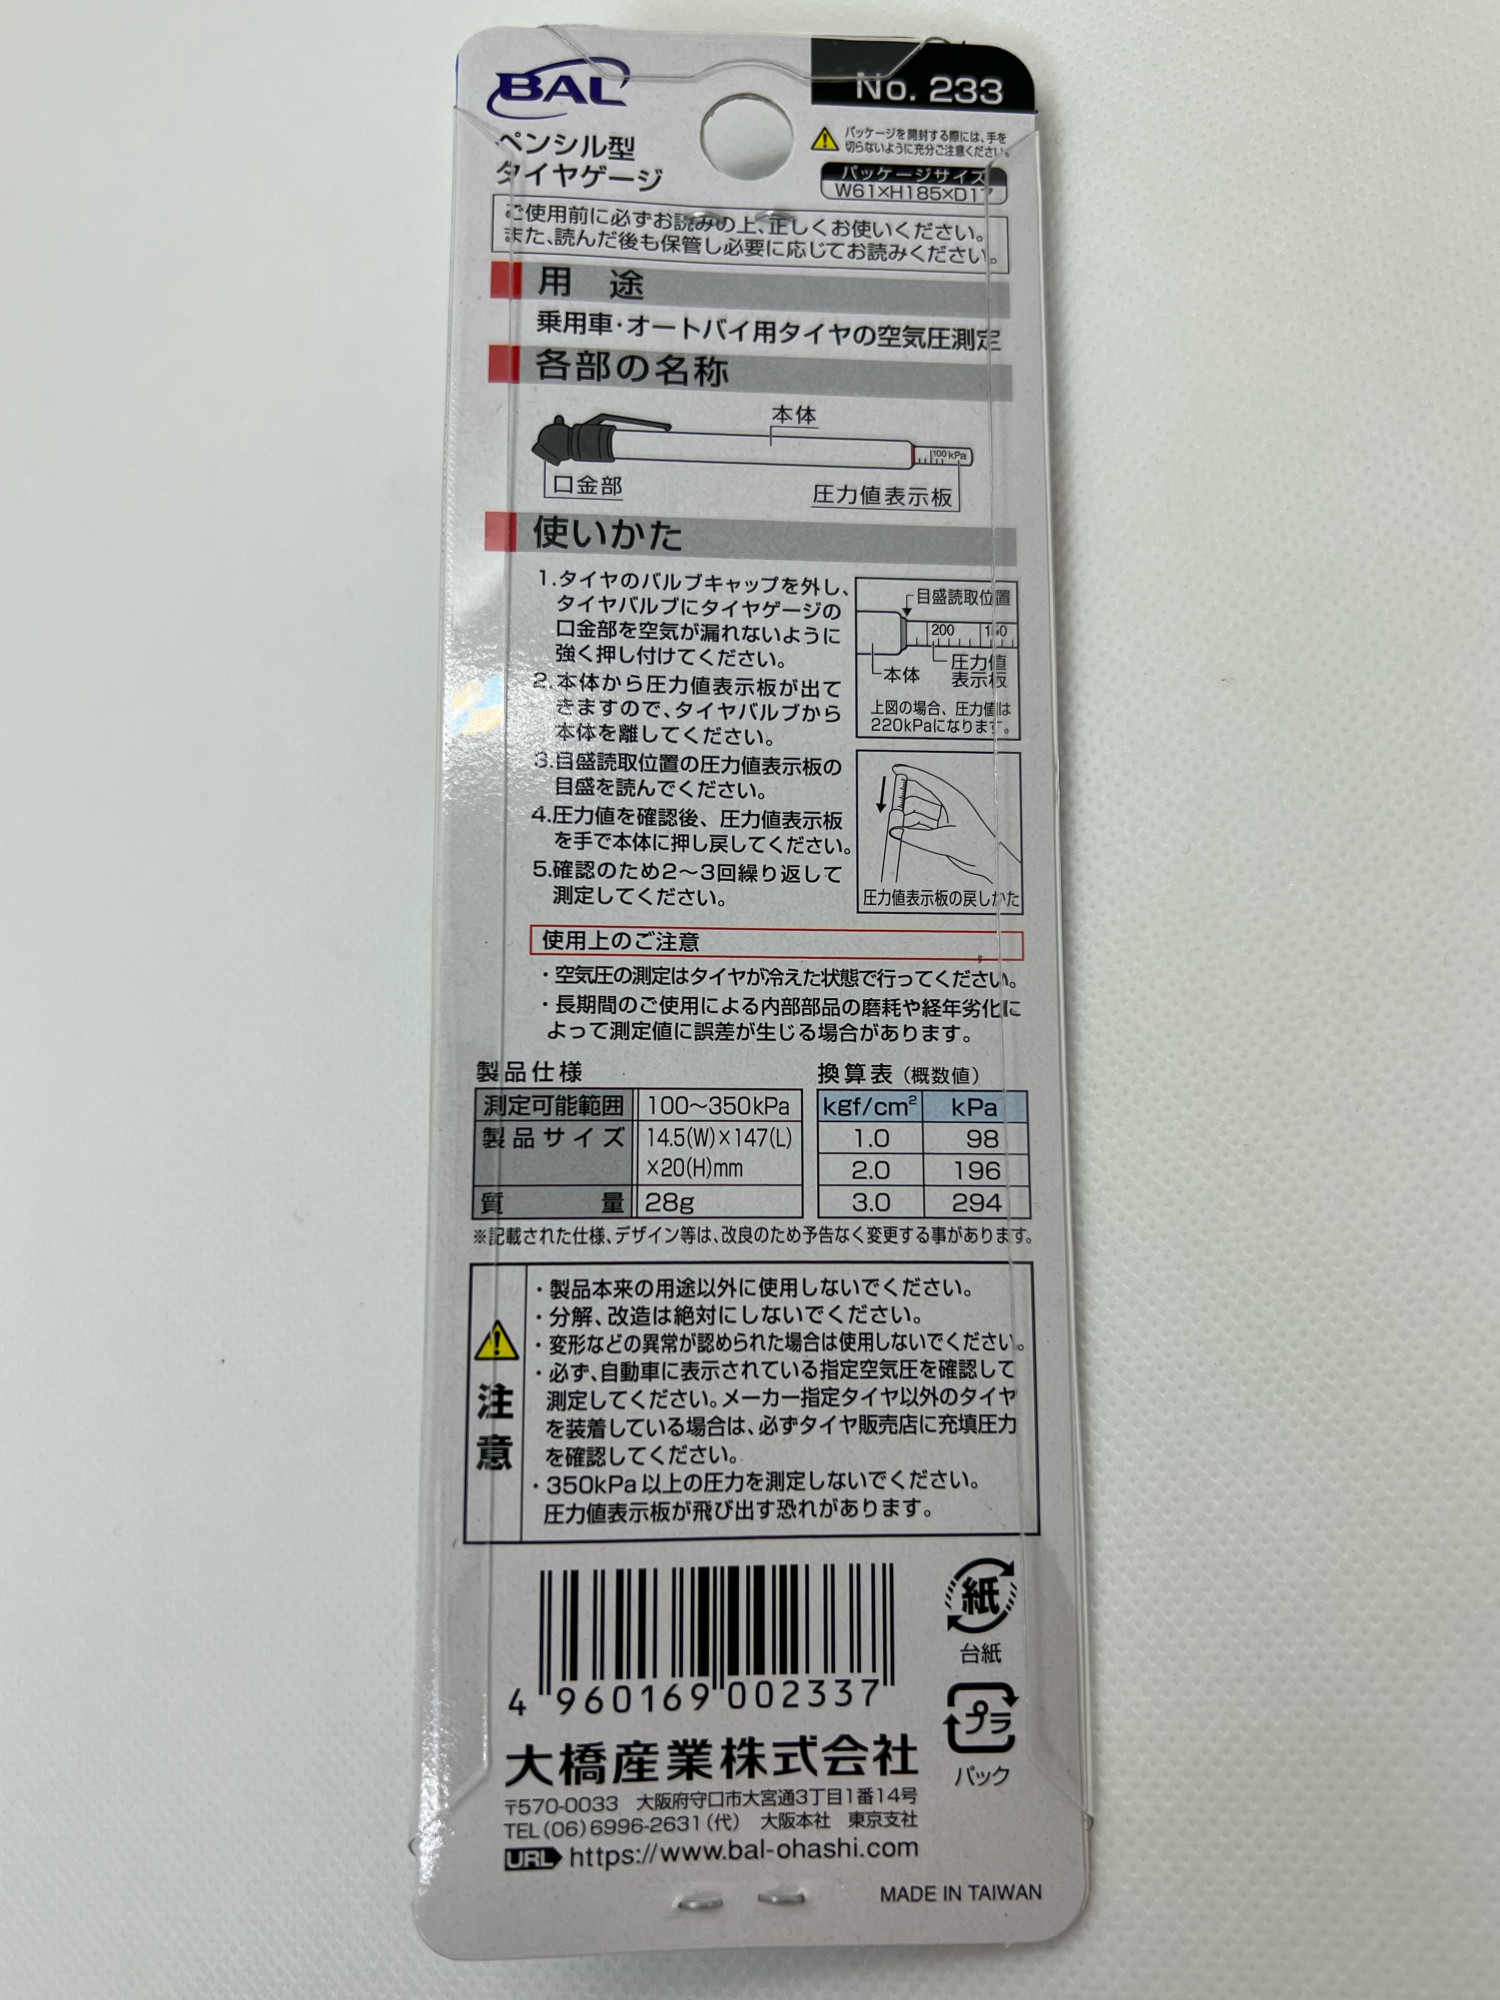 BAL
No. 233
ペンシル型
タイヤゲージ
パッケージを開封する際には、手を
切らないように充分ご注意ください。
パッケージサイズ
W61×H185×D17
ご使用前に必ずお読みの上、正しくお使いください。
また、読んだ後も保管し必要に応じてお読みください。
用 途
乗用車・オートバイ用タイヤの空気圧測定
各部の名称
本体
100 kPa
口金部
圧力値表示板
使いかた
1.タイヤのバルブキャップを外し、
タイヤバルブにタイヤゲージの
口金部を空気が漏れないように
強く押し付けてください。
2.本体から圧力値表示板が出て
きますので、タイヤバルブから
本体を離してください。
3.目盛読取位置の圧力値表示板の
目盛を読んでください。
4.圧力値を確認後、圧力値表示板
を手で本体に押し戻してください。
5.確認のため2〜3回繰り返して
測定してください。
目盛読取位置
200 150
本体
圧力値
表示板
上図の場合、圧力値は
220kPaになります。
圧力値表示板の戻しかた
使用上のご注意
・空気圧の測定はタイヤが冷えた状態で行ってください。
・長期間のご使用による内部部品の磨耗や経年劣化に
よって測定値に誤差が生じる場合があります。
製品仕様
測定可能範囲 100〜350kPa
製品サイズ 14.5(W)×147(L)
×20(H)mm
質 量 28g
換算表(概数値)
kgf/cm² kPa
1.0 98
2.0 196
3.0 294
※記載された仕様、デザイン等は、改良のため予告なく変更する事があります。
注意
・製品本来の用途以外に使用しないでください。
・分解、改造は絶対にしないでください。
・変形などの異常が認められた場合は使用しないでください。
・必ず、自動車に表示されている指定空気圧を確認して
測定してください。メーカー指定タイヤ以外のタイヤ
を装着している場合は、必ずタイヤ販売店に充填圧力
を確認してください。
・350kPa以上の圧力を測定しないでください。
圧力値表示板が飛び出す恐れがあります。
4 960169 002337
紙
台紙
プラ
パック
大橋産業株式会社
〒570-0033 大阪府守口市大宮通3丁目1番14号
TEL(06)6996-2631(代) 大阪本社 東京支社
URL https://www.bal-ohashi.com
MADE IN TAIWAN